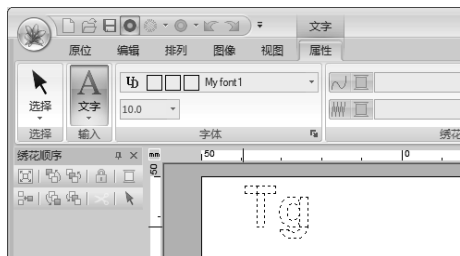 文字
原位 编辑 排列 图像 视图 属性
My font1
选择 文字 10.0
选择 输入 字体 绣花
绣花顺序 mm 50 0
50
Tg